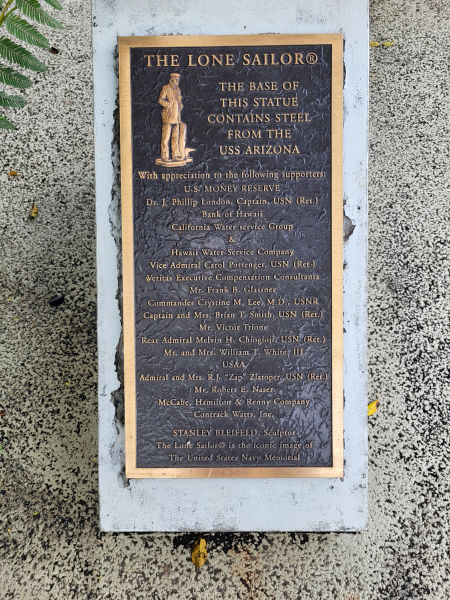 THE LONE SAILOR®
THE BASE OF
THIS STATUE
CONTAINS STEEL
FROM THE
USS ARIZONA
With appreciation to the following supporters:
U.S. MONEY RESERVE
Dr. J. Phillip London, Captain, USN (Ret.)
Bank of Hawaii
California Water service Group
&
Hawaii Water Service Company
Vice Admiral Carol Pottenger, USN (Ret.)
Veritas Executive Compensation Consultants
Mr. Frank B. Glassner
Commander Crystine M. Lee, M.D., USNR
Captain and Mrs. Brian T. Smith, USN (Ret.)
Mr. Victor Trione
Rear Admiral Melvin H. Chiogioji, USN (Ret.)
Mr. and Mrs. William T. White, III
USAA
Admiral and Mrs. R.J. "Zap" Zlatoper, USN (Ret.)
Mr. Robert E. Naser
McCabe, Hamilton & Renny Company
Contrack Watts, Inc.
STANLEY BLEIFELD, Sculptor
The Lone Sailor® is the iconic image of
The United States Navy Memorial